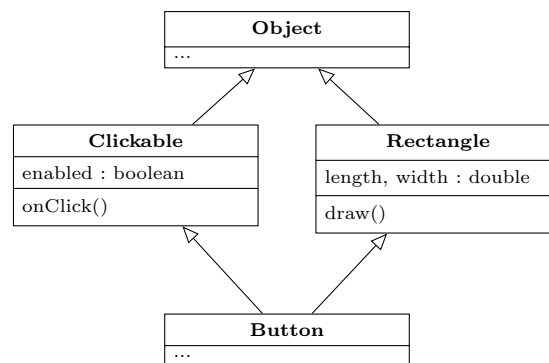 Object
...
Clickable
enabled : boolean
onClick()
Rectangle
length, width : double
draw()
Button
...